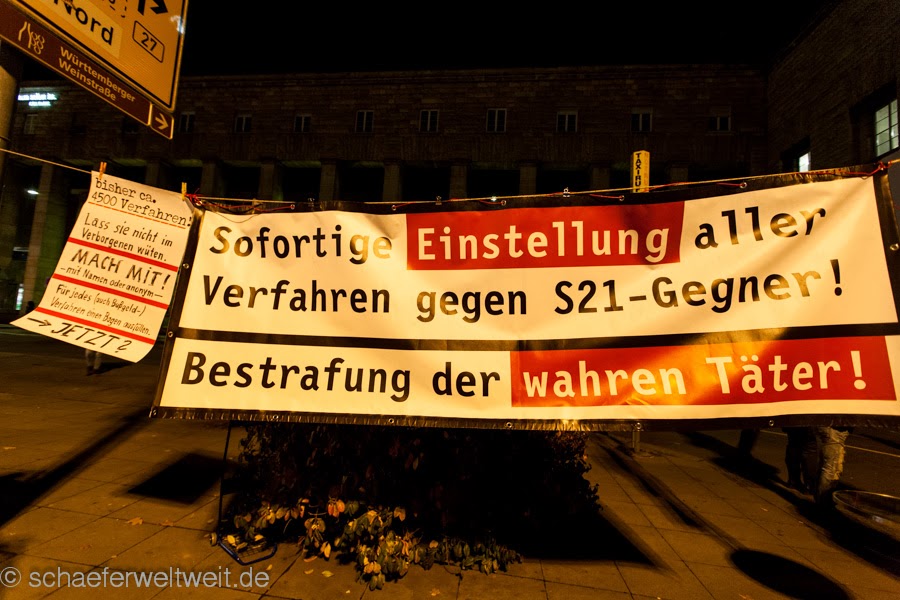 Nord
27
Württemberger
Weinstraße
TAXIRUF
bisher ca.
4500 Verfahren!
Lass sie nicht im
Verborgenen wüten.
MACH MIT!
– mit Namen oder anonym –
Für jedes (auch Bußgeld-)
Verfahren einen Bogen ausfüllen.
→ JETZT?
Sofortige Einstellung aller
Verfahren gegen S21-Gegner!
Bestrafung der wahren Täter!
© schaeferweltweit.de